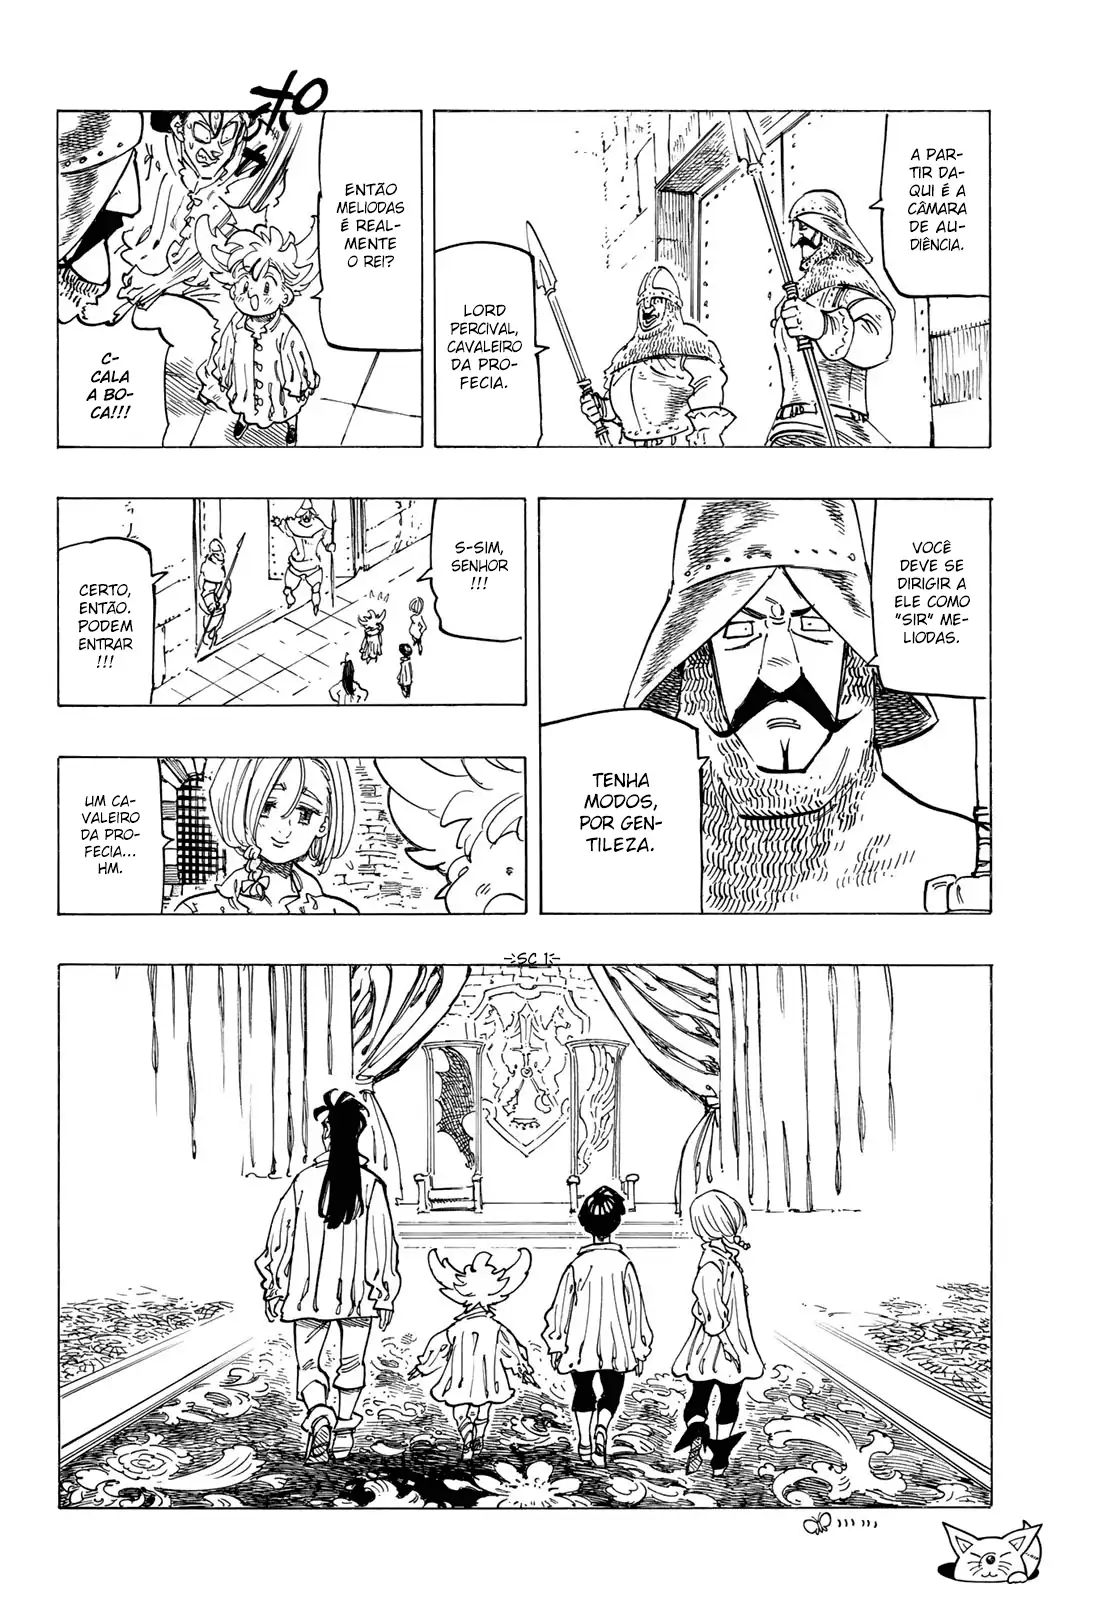 A PAR-
TIR DA-
QUI É A
CÂMARA
DE AU-
DIÊNCIA.
LORD
PERCIVAL,
CAVALEIRO
DA PRO-
FECIA.
ENTÃO
MELIODAS
É REAL-
MENTE
O REI?
C-
CALA
A BO-
CA!!!
VOCÊ
DEVE SE
DIRIGIR A
ELE COMO
"SIR" ME-
LIODAS.
TENHA
MODOS,
POR GEN-
TILEZA.
S-SIM,
SENHOR
!!!
CERTO,
ENTÃO.
PODEM
ENTRAR
!!!
UM CA-
VALEIRO
DA PRO-
FECIA...
HM.
SC 1